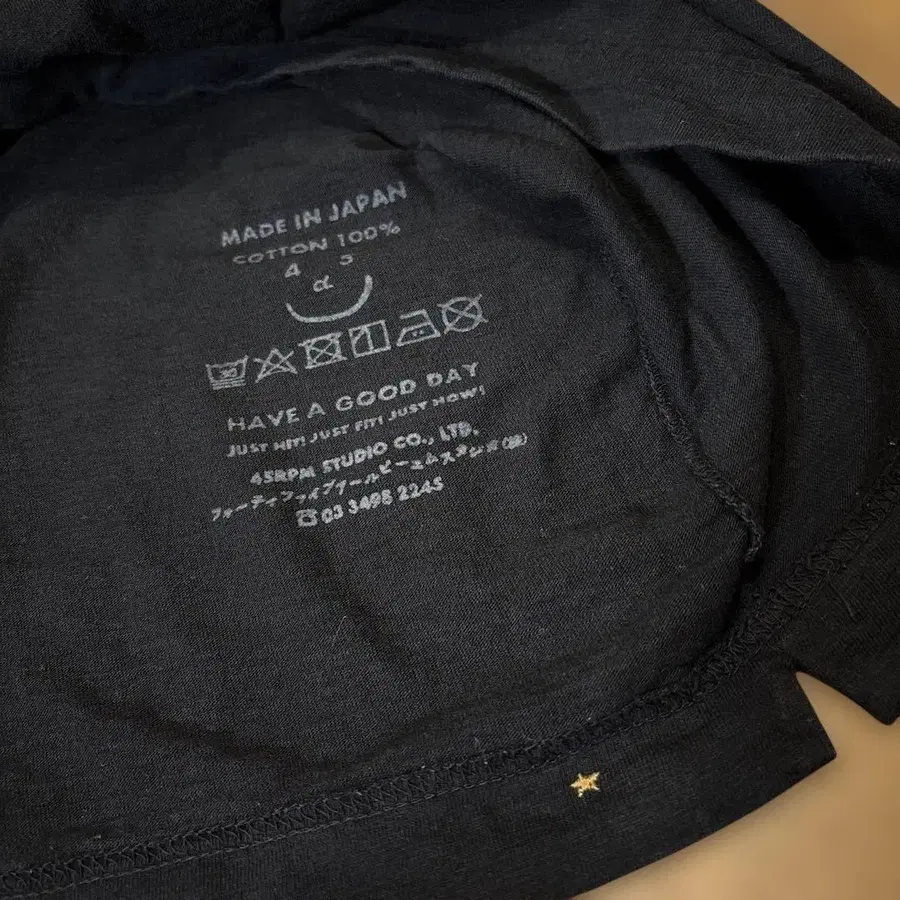 MADE IN JAPAN
COTTON 100%
4 5
α
30
HAVE A GOOD DAY
JUST HIT! JUST FIT! JUST NOW!
45RPM STUDIO CO., LTD.
フォーティファイブアールピーエムスタジオ(株)
☎03 3498 2245